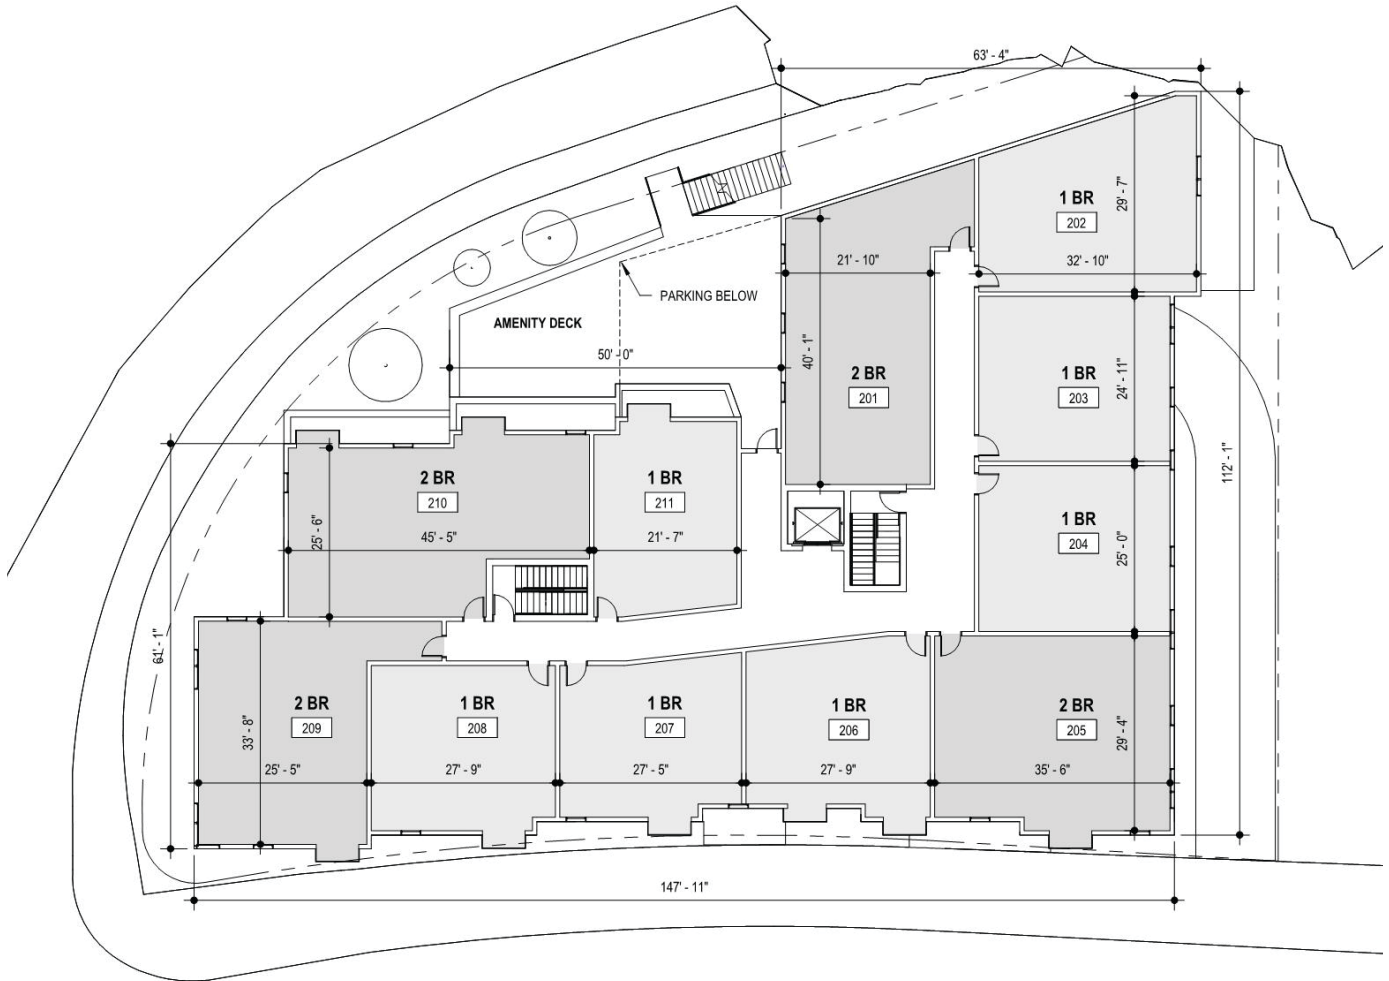 63' - 4"
1 BR
202
29' - 7"
32' - 10"
21' - 10"
PARKING BELOW
AMENITY DECK
50' - 0"
40' - 1"
2 BR
201
1 BR
203
24' - 11"
112' - 1"
2 BR
210
25' - 6"
45' - 5"
1 BR
211
21' - 7"
1 BR
204
25' - 0"
61' - 1"
2 BR
209
33' - 8"
25' - 5"
1 BR
208
27' - 9"
1 BR
207
27' - 5"
1 BR
206
27' - 9"
2 BR
205
29' - 4"
35' - 6"
147' - 11"